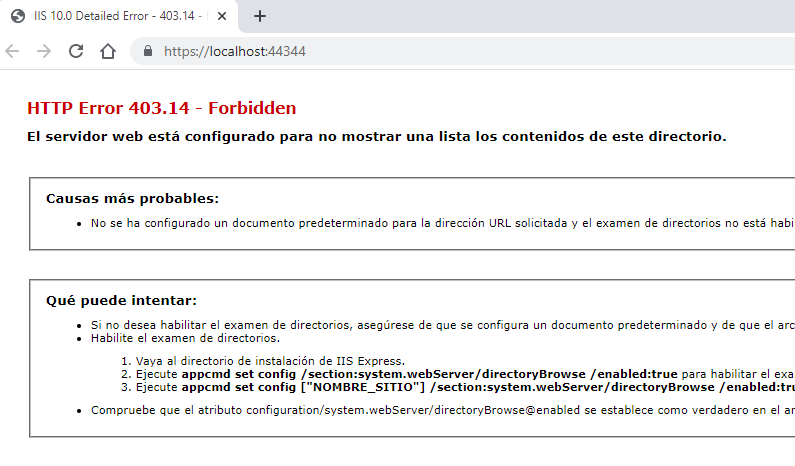 IIS 10.0 Detailed Error - 403.14 -
https://localhost:44344
HTTP Error 403.14 - Forbidden
El servidor web está configurado para no mostrar una lista los contenidos de este directorio.
Causas más probables:
• No se ha configurado un documento predeterminado para la dirección URL solicitada y el examen de directorios no está habi
Qué puede intentar:
• Si no desea habilitar el examen de directorios, asegúrese de que se configura un documento predeterminado y de que el arc
• Habilite el examen de directorios.
1. Vaya al directorio de instalación de IIS Express.
2. Ejecute appcmd set config /section:system.webServer/directoryBrowse /enabled:true para habilitar el exa
3. Ejecute appcmd set config ["NOMBRE_SITIO"] /section:system.webServer/directoryBrowse /enabled:tru
• Compruebe que el atributo configuration/system.webServer/directoryBrowse@enabled se establece como verdadero en el ar